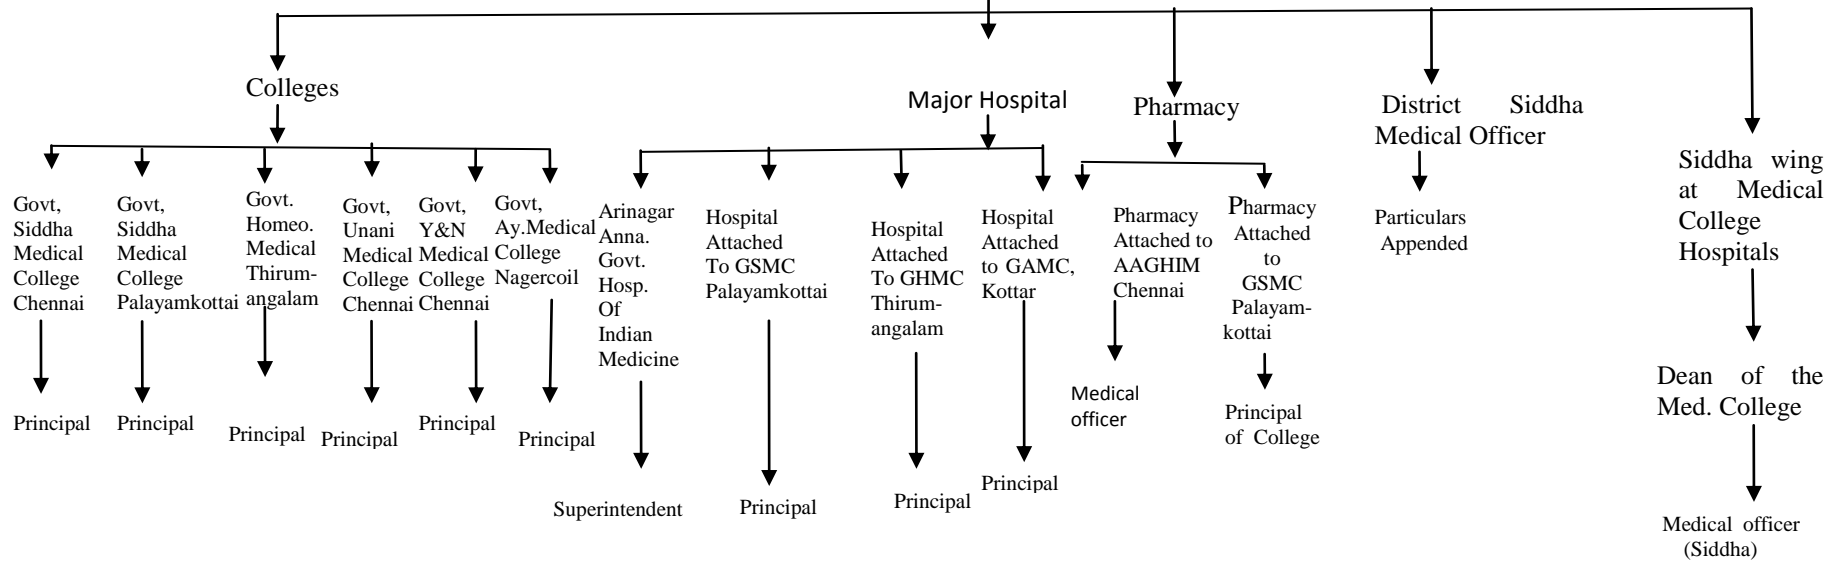 Colleges
Major Hospital
Pharmacy
District Siddha
Medical Officer
Siddha wing
at Medical
College
Hospitals
Govt,
Siddha
Medical
College
Chennai
Govt,
Siddha
Medical
College
Palayamkottai
Govt.
Homeo.
Medical
Thirum-
angalam
Govt,
Unani
Medical
College
Chennai
Govt,
Y&N
Medical
College
Chennai
Govt,
Ay.Medical
College
Nagercoil
Arinagar
Anna.
Govt.
Hosp.
Of
Indian
Medicine
Hospital
Attached
To GSMC
Palayamkottai
Hospital
Attached
To GHMC
Thirum-
angalam
Hospital
Attached
to GAMC,
Kottar
Pharmacy
Attached to
AAGHIM
Chennai
Pharmacy
Attached
to
GSMC
Palayam-
kottai
Particulars
Appended
Dean of the
Med. College
Principal
Principal
Principal
Principal
Principal
Principal
Superintendent
Principal
Principal
Principal
Medical
officer
Principal
of College
Medical officer
(Siddha)